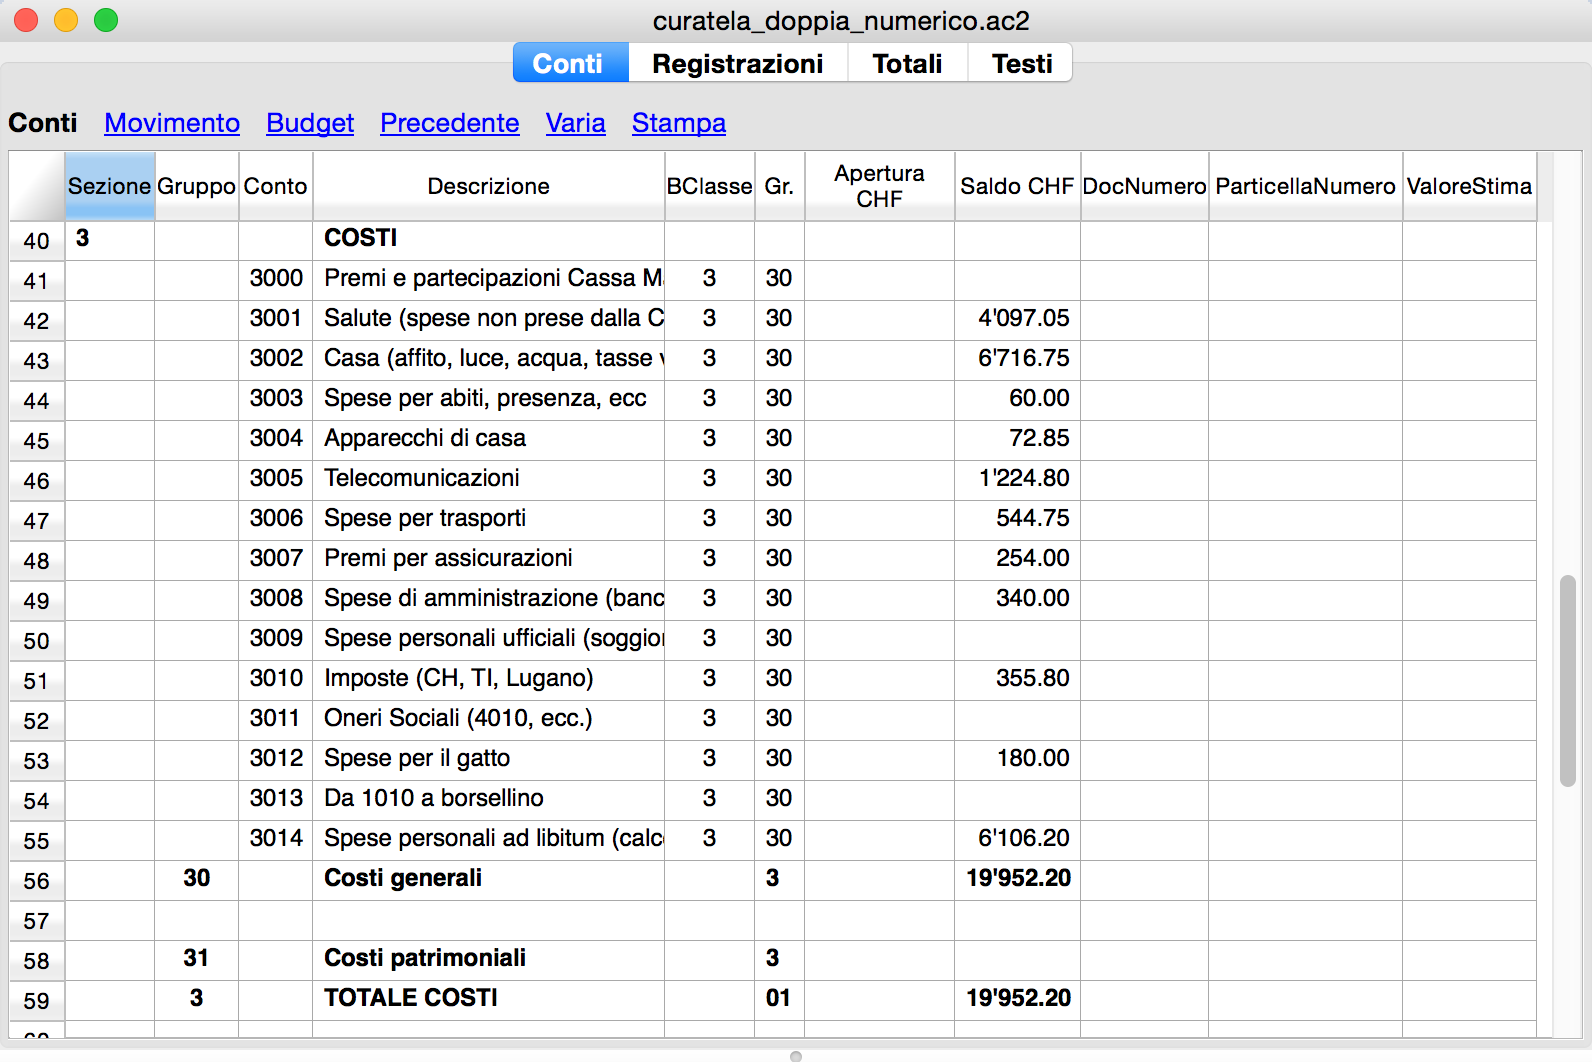 curatela_doppia_numerico.ac2
Conti Registrazioni Totali Testi
Conti Movimento Budget Precedente Varia Stampa
Sezione Gruppo Conto Descrizione BClasse Gr. Apertura CHF Saldo CHF DocNumero ParticellaNumero ValoreStima
40 3 COSTI
41 3000 Premi e partecipazioni Cassa 3 30
42 3001 Salute (spese non prese dalla 3 30 4'097.05
43 3002 Casa (affito, luce, acqua, tasse 3 30 6'716.75
44 3003 Spese per abiti, presenza, ecc 3 30 60.00
45 3004 Apparecchi di casa 3 30 72.85
46 3005 Telecomunicazioni 3 30 1'224.80
47 3006 Spese per trasporti 3 30 544.75
48 3007 Premi per assicurazioni 3 30 254.00
49 3008 Spese di amministrazione (banc 3 30 340.00
50 3009 Spese personali ufficiali (soggior 3 30
51 3010 Imposte (CH, TI, Lugano) 3 30 355.80
52 3011 Oneri Sociali (4010, ecc.) 3 30
53 3012 Spese per il gatto 3 30 180.00
54 3013 Da 1010 a borsellino 3 30
55 3014 Spese personali ad libitum (calc 3 30 6'106.20
56 30 Costi generali 3 19'952.20
57
58 31 Costi patrimoniali 3
59 3 TOTALE COSTI 01 19'952.20